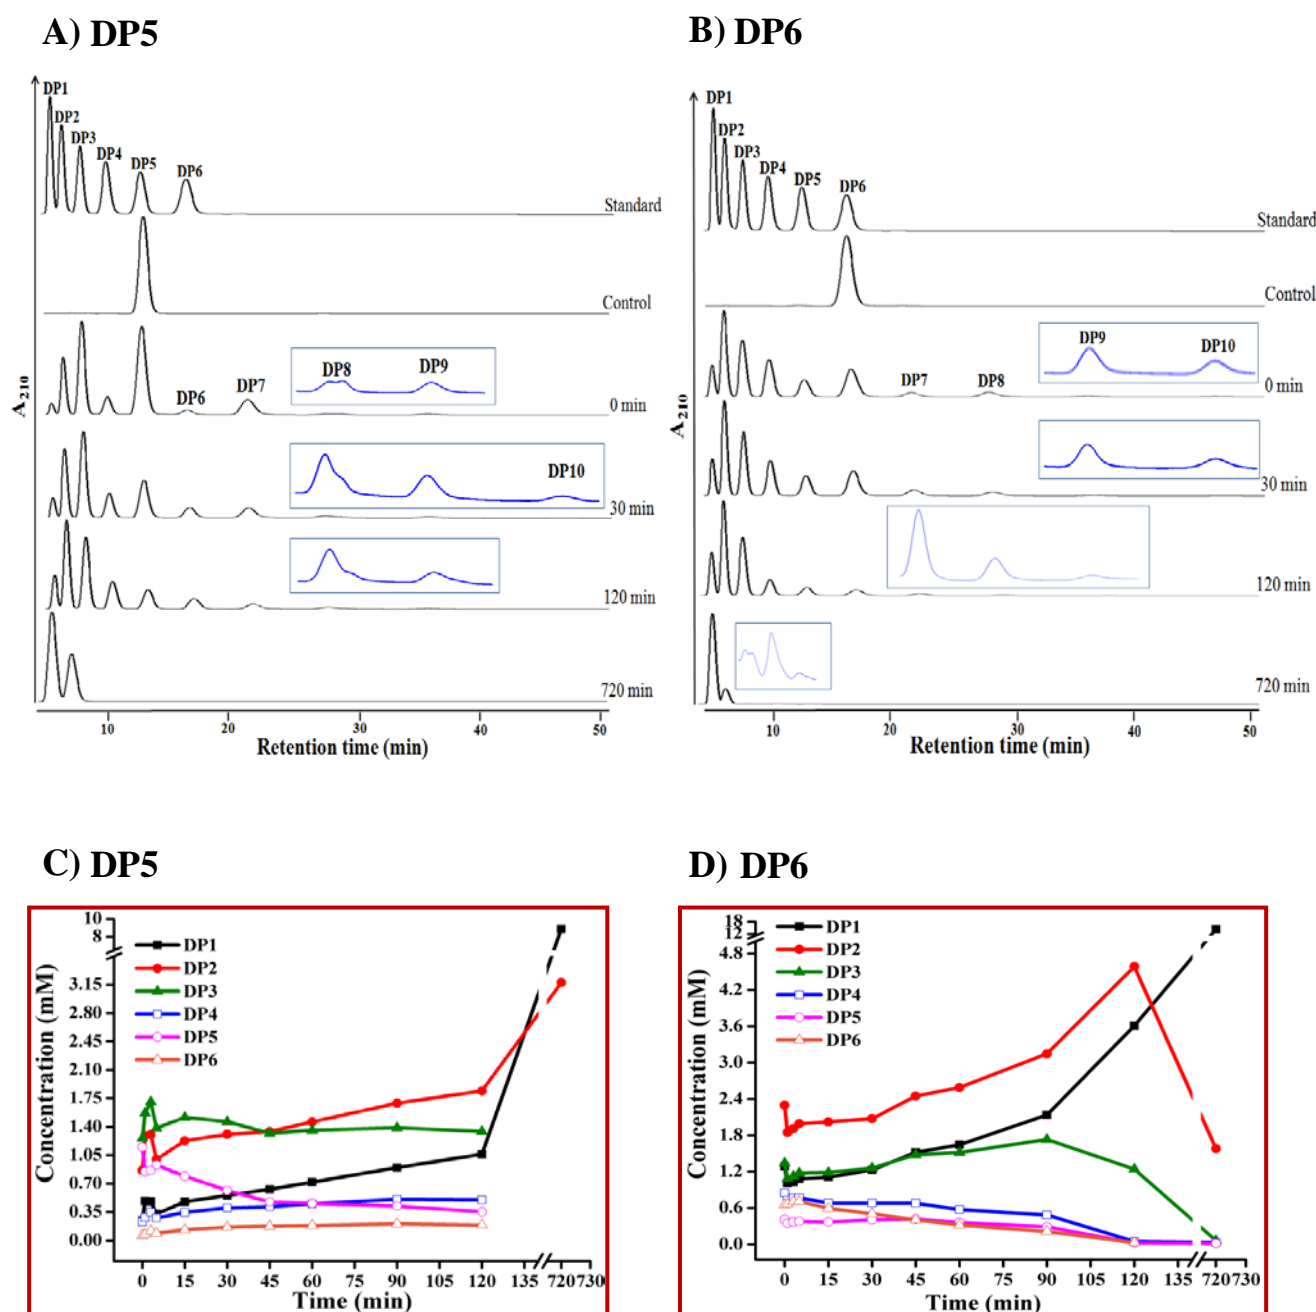 A) DP5
DP1
DP2
DP3
DP4
DP5
DP6
Standard
Control
DP6
DP7
DP8
DP9
0 min
DP10
30 min
120 min
720 min
A210
10 20 30 40 50
Retention time (min)
B) DP6
DP1
DP2
DP3
DP4
DP5
DP6
Standard
Control
DP7
DP8
DP9
DP10
0 min
30 min
120 min
720 min
A210
10 20 30 40 50
Retention time (min)
C) DP5
10
8
3.15
2.80
2.45
2.10
1.75
1.40
1.05
0.70
0.35
0.00
Concentration (mM)
DP1
DP2
DP3
DP4
DP5
DP6
0 15 30 45 60 75 90 105 120 135 720 730
Time (min)
D) DP6
18
12
4.8
4.2
3.6
3.0
2.4
1.8
1.2
0.6
0.0
Concentration (mM)
DP1
DP2
DP3
DP4
DP5
DP6
0 15 30 45 60 75 90 105 120 135 720 730
Time (min)